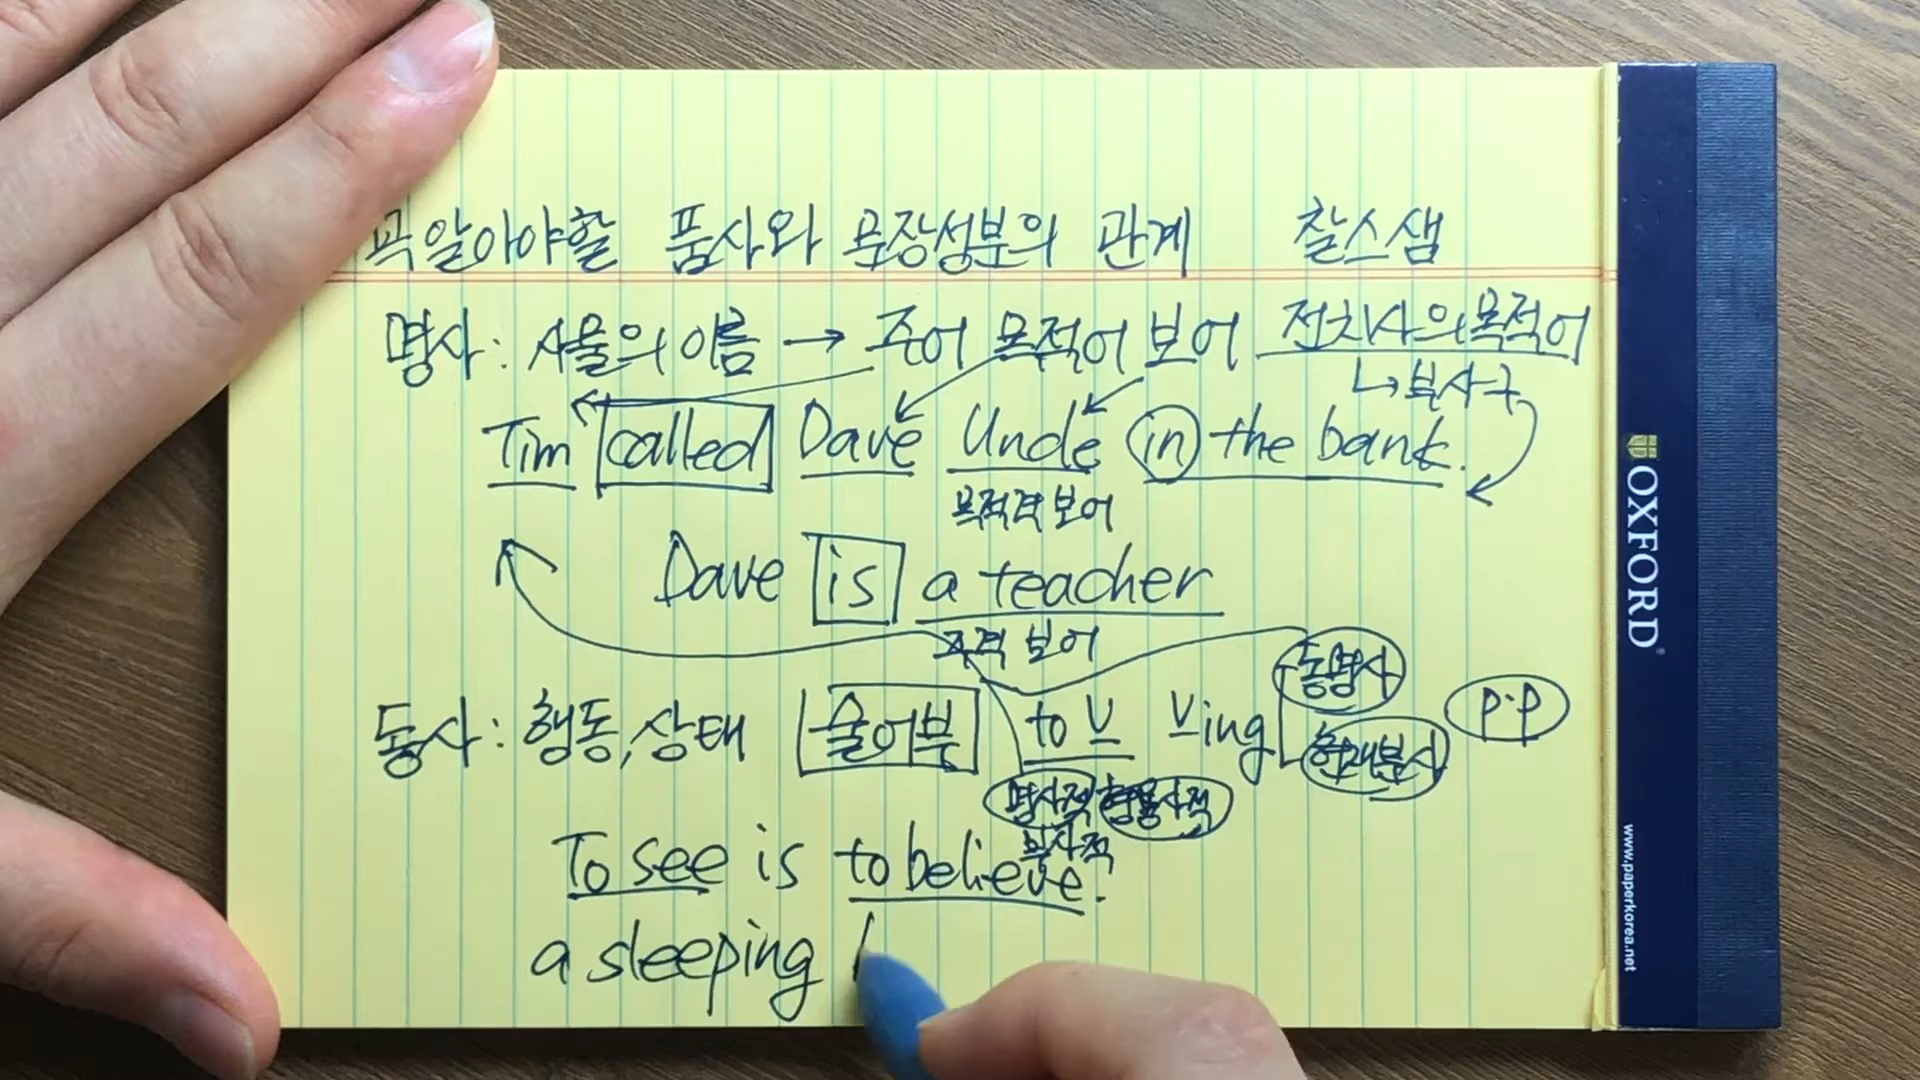 꼭 알아야할 품사와 문장성분의 관계 찰스샘
명사: 사물의 이름 → 주어 목적어 보어 전치사의목적어
↳부사구
Tim called Dave Uncle in the bank.
목적격 보어
Dave is a teacher
주격 보어
동사: 행동, 상태 술어부 to V Ving 동명사 현재분사 p.p
명사적 형용사적
부사적
To see is to believe.
a sleeping
OXFORD
www.paperkorea.net